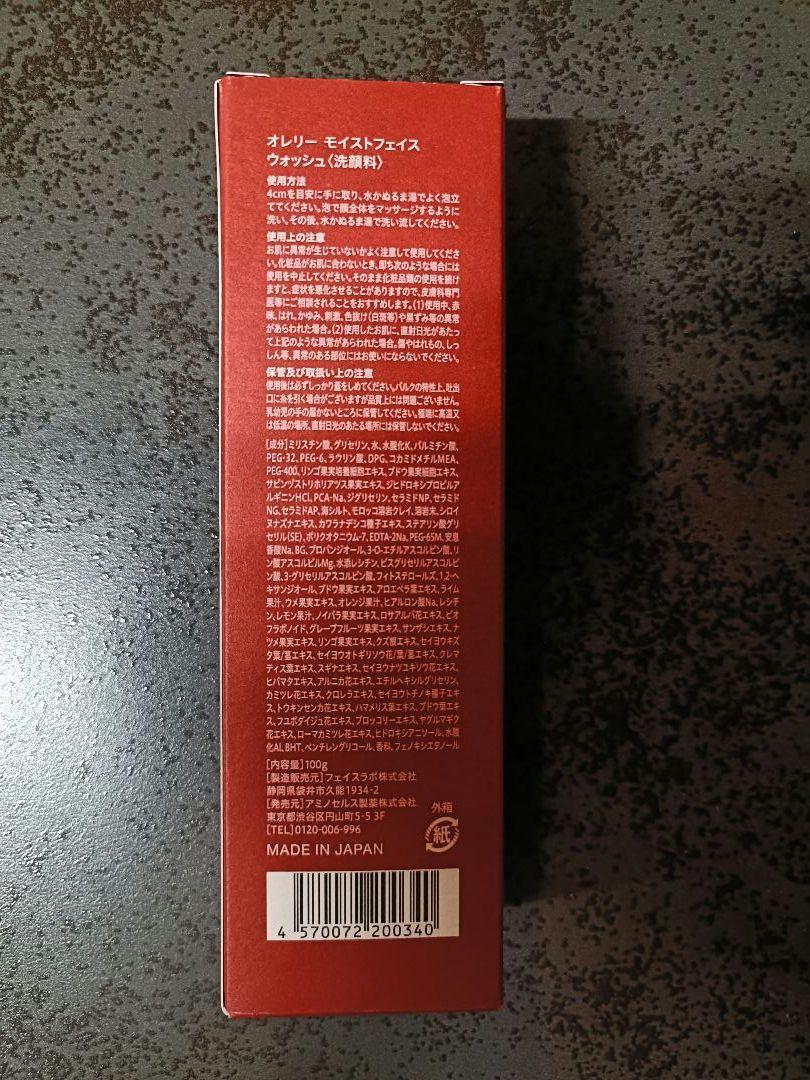 オレリー モイストフェイス
ウォッシュ〈洗顔料〉
使用方法
4cmを目安に手に取り、水かぬるま湯でよく泡立
ててください。泡で顔全体をマッサージするように
洗い、その後、水かぬるま湯で洗い流してください。
使用上の注意
お肌に異常が生じていないかよく注意して使用してくださ
い。化粧品がお肌に合わないとき、即ち次のような場合には
使用を中止してください。そのまま化粧品類の使用を続け
ますと、症状を悪化させることがありますので、皮膚科専門
医等にご相談されることをおすすめします。(1)使用中、赤
味、はれ、かゆみ、刺激、色抜け(白斑等)や黒ずみ等の異常
があらわれた場合。(2)使用したお肌に、直射日光があたっ
て上記のような異常があらわれた場合。傷やはれもの、しっ
しん等、異常のある部位にはお使いにならないでください。
保管及び取扱い上の注意
使用後は必ずしっかり蓋をしめてください。バルクの特性上、吐出
口に糸を引く場合がございますが品質上には問題ございません。
乳幼児の手の届かないところに保管してください。極端に高温又
は低温の場所、直射日光のあたる場所には保管しないでください。
[成分]ミリスチン酸、グリセリン、水、水酸化K、パルミチン酸、
PEG-32、PEG-6、ラウリン酸、DPG、コカミドメチルMEA、
PEG-400、リンゴ果実培養細胞エキス、ブドウ果実細胞エキス、
サピンヅストリホリアツス果実エキス、ジヒドロキシプロピルア
ルギニンHCl、PCA-Na、ジグリセリン、セラミドNP、セラミド
NG、セラミドAP、海シルト、モロッコ溶岩クレイ、溶岩末、シロイ
ヌナズナエキス、カワラナデシコ種子エキス、ステアリン酸グリ
セリル(SE)、ポリクオタニウム-7、EDTA-2Na、PEG-65M、安息
香酸Na、BG、プロパンジオール、3-O-エチルアスコルビン酸、リ
ン酸アスコルビルMg、水添レシチン、ビスグリセリルアスコルビ
ン酸、3-グリセリルアスコルビン酸、フィトステロールズ、1,2-ヘ
キサンジオール、ブドウ果実エキス、アロエベラ葉エキス、ライム
果汁、ウメ果実エキス、オレンジ果汁、ヒアルロン酸Na、レシチ
ン、レモン果汁、ノイバラ果実エキス、ロサアルバ花エキス、ビオ
フラボノイド、グレープフルーツ果実エキス、サンザシエキス、ナ
ツメ果実エキス、リンゴ果実エキス、クズ根エキス、セイヨウキズ
タ葉/茎エキス、セイヨウオトギリソウ花/葉/茎エキス、クレマ
ティス葉エキス、スギナエキス、セイヨウナツユキソウ花エキス、
ヒバマタエキス、アルニカ花エキス、エチルヘキシルグリセリン、
カミツレ花エキス、クロレラエキス、セイヨウトチノキ種子エキ
ス、トウキンセンカ花エキス、ハマメリス葉エキス、ブドウ葉エキ
ス、フユボダイジュ花エキス、ブロッコリーエキス、ヤグルマギク
花エキス、ローマカミツレ花エキス、ヒドロキシアニソール、水酸
化Al、BHT、ペンチレングリコール、香料、フェノキシエタノール
[内容量]100g
[製造販売元]フェイスラボ株式会社
静岡県袋井市久能1934-2
[発売元]アミノセルス製薬株式会社
東京都渋谷区円山町5-5 3F
[TEL]0120-006-996
外箱
紙
MADE IN JAPAN
4 570072 200340